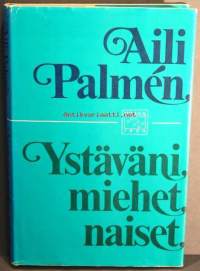 Aili
Palmén
antikvariaatti.net
Ystäväni,
miehet,
naiset,